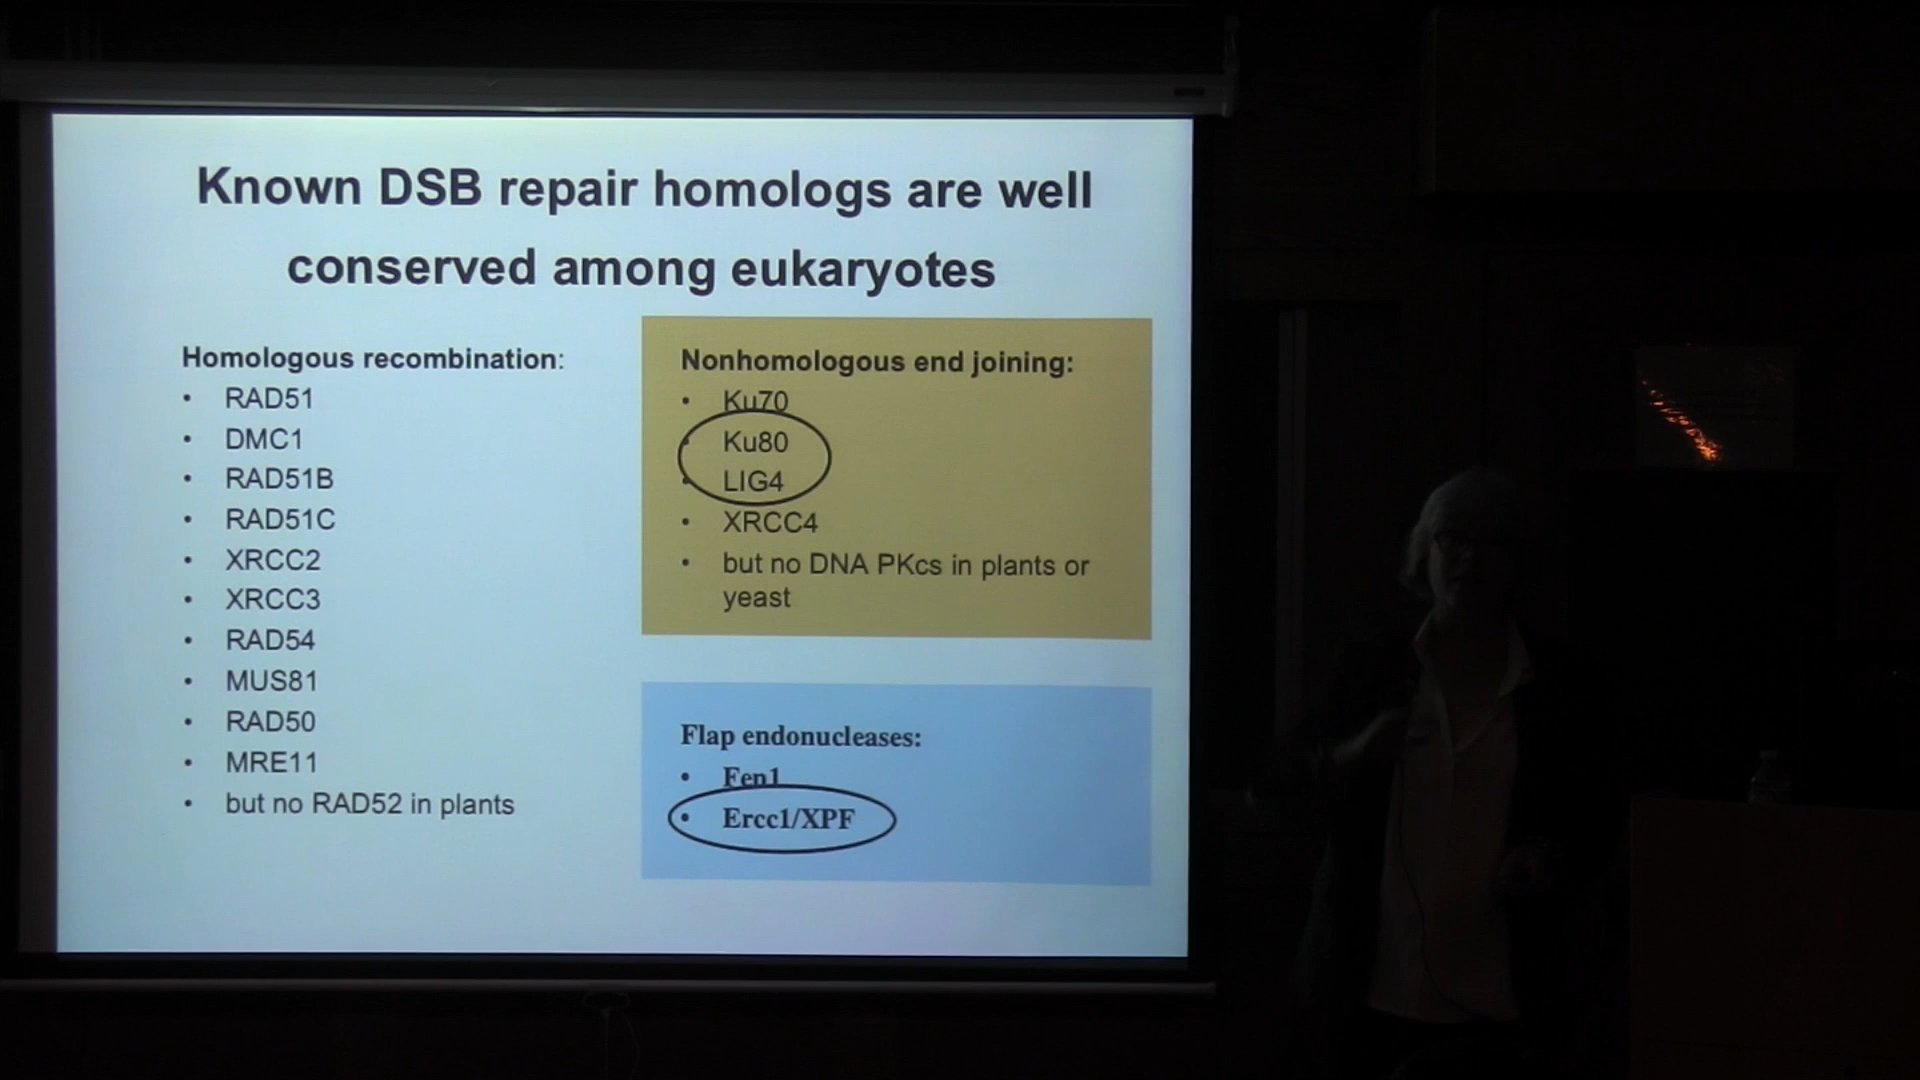 Known DSB repair homologs are well
conserved among eukaryotes
Homologous recombination:
• RAD51
• DMC1
• RAD51B
• RAD51C
• XRCC2
• XRCC3
• RAD54
• MUS81
• RAD50
• MRE11
• but no RAD52 in plants
Nonhomologous end joining:
• Ku70
• Ku80
• LIG4
• XRCC4
• but no DNA PKcs in plants or
yeast
Flap endonucleases:
• Fen1
• Ercc1/XPF